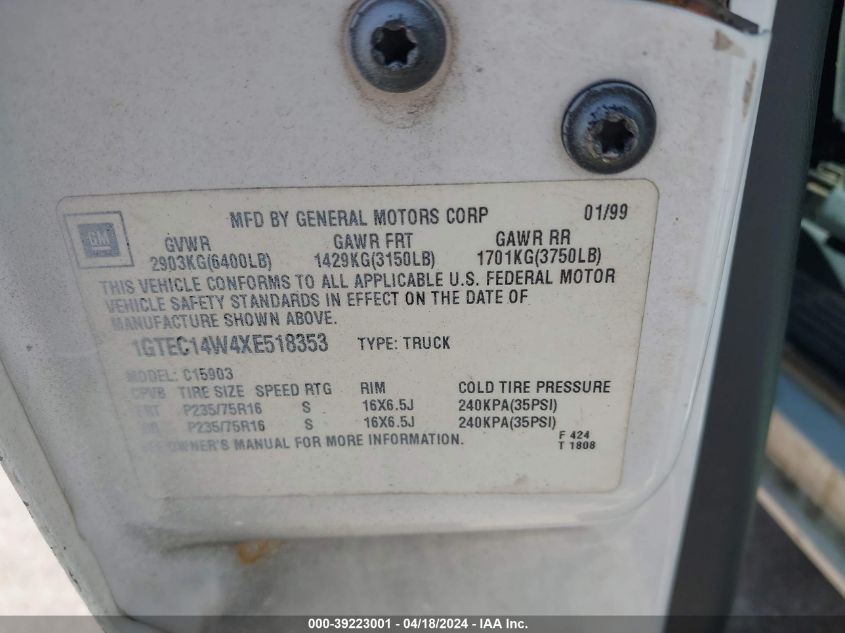 GM
MFD BY GENERAL MOTORS CORP 01/99
GVWR GAWR FRT GAWR RR
2903KG(6400LB) 1429KG(3150LB) 1701KG(3750LB)
THIS VEHICLE CONFORMS TO ALL APPLICABLE U.S. FEDERAL MOTOR
VEHICLE SAFETY STANDARDS IN EFFECT ON THE DATE OF
MANUFACTURE SHOWN ABOVE.
1GTEC14W4XE518353 TYPE: TRUCK
MODEL: C15903
TIRE SIZE SPEED RTG RIM COLD TIRE PRESSURE
FRT P235/75R16 S 16X6.5J 240KPA(35PSI)
RR P235/75R16 S 16X6.5J 240KPA(35PSI)
OWNER'S MANUAL FOR MORE INFORMATION.
F 424
T 1808
000-39223001 - 04/18/2024 - IAA Inc.